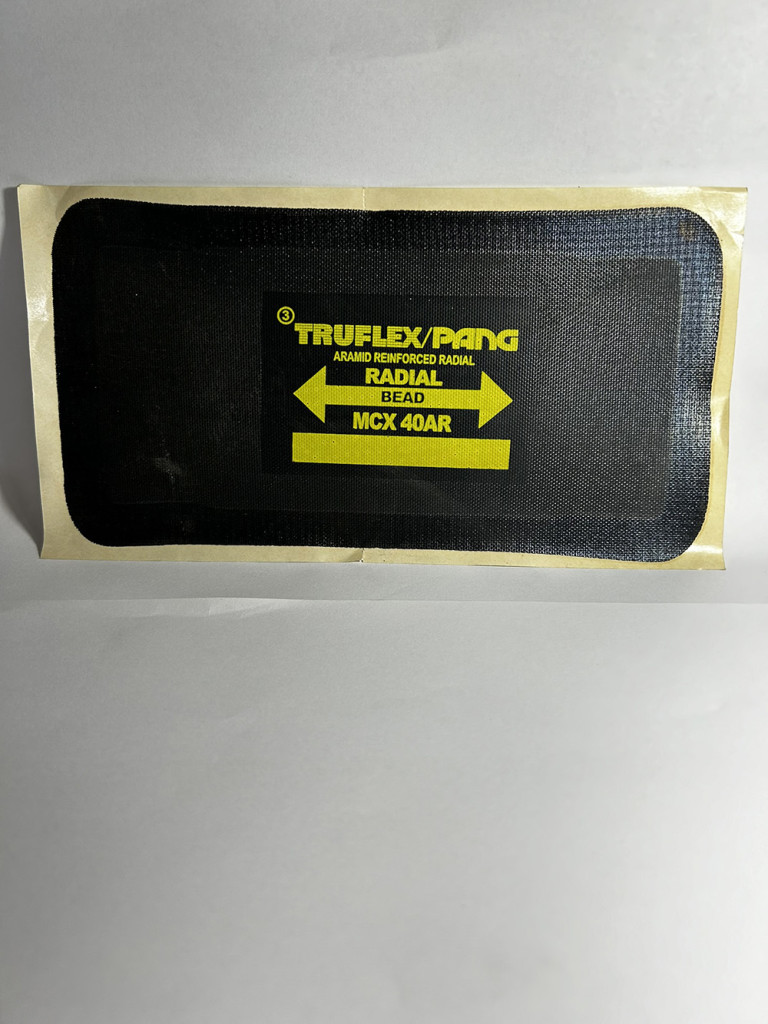 ③
TRUFLEX/PANG
ARAMID REINFORCED RADIAL
RADIAL
BEAD
MCX 40AR